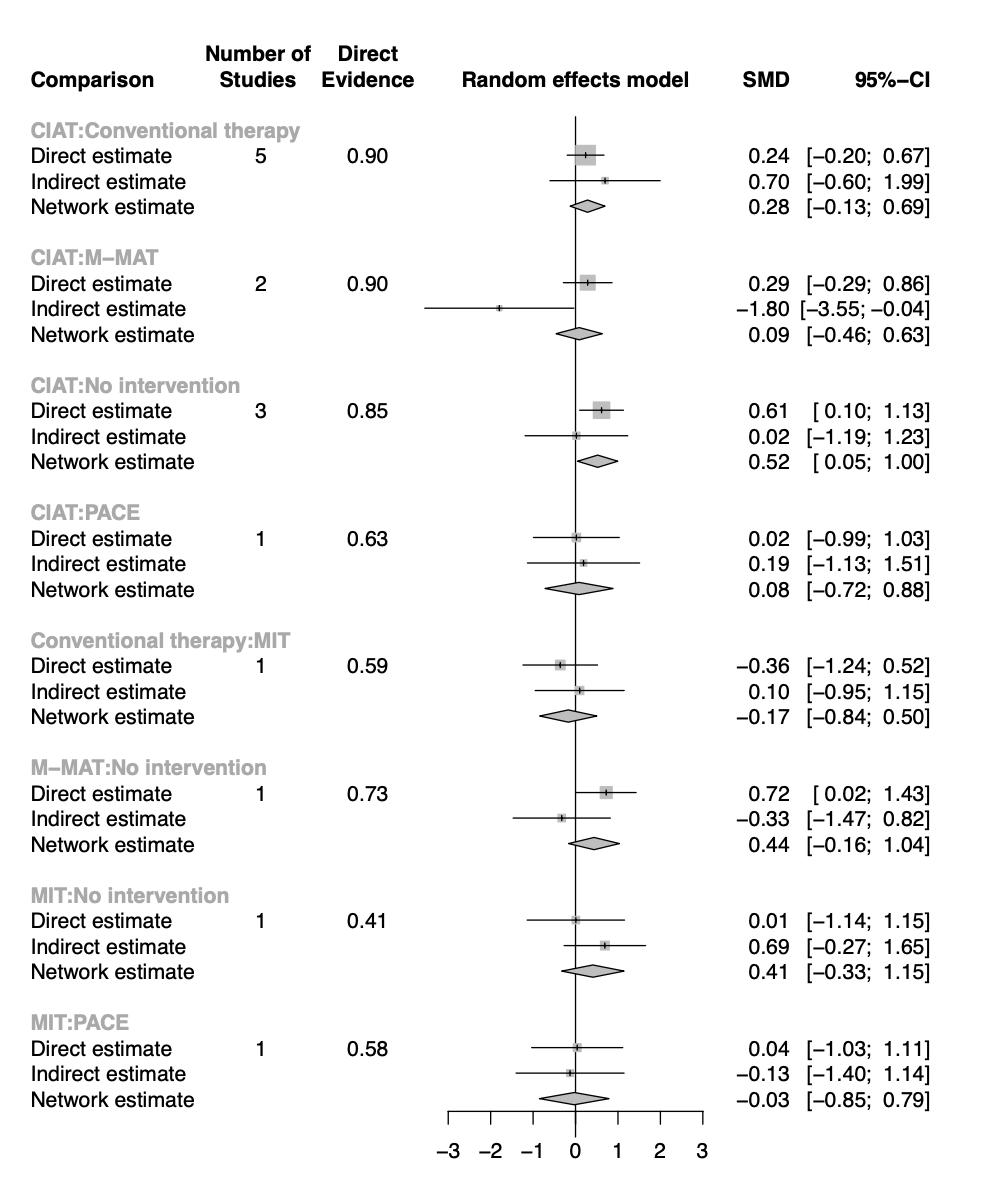 Number of Direct
Comparison Studies Evidence Random effects model SMD 95%−CI
CIAT:Conventional therapy
Direct estimate 5 0.90 0.24 [−0.20; 0.67]
Indirect estimate 0.70 [−0.60; 1.99]
Network estimate 0.28 [−0.13; 0.69]
CIAT:M−MAT
Direct estimate 2 0.90 0.29 [−0.29; 0.86]
Indirect estimate −1.80 [−3.55; −0.04]
Network estimate 0.09 [−0.46; 0.63]
CIAT:No intervention
Direct estimate 3 0.85 0.61 [ 0.10; 1.13]
Indirect estimate 0.02 [−1.19; 1.23]
Network estimate 0.52 [ 0.05; 1.00]
CIAT:PACE
Direct estimate 1 0.63 0.02 [−0.99; 1.03]
Indirect estimate 0.19 [−1.13; 1.51]
Network estimate 0.08 [−0.72; 0.88]
Conventional therapy:MIT
Direct estimate 1 0.59 −0.36 [−1.24; 0.52]
Indirect estimate 0.10 [−0.95; 1.15]
Network estimate −0.17 [−0.84; 0.50]
M−MAT:No intervention
Direct estimate 1 0.73 0.72 [ 0.02; 1.43]
Indirect estimate −0.33 [−1.47; 0.82]
Network estimate 0.44 [−0.16; 1.04]
MIT:No intervention
Direct estimate 1 0.41 0.01 [−1.14; 1.15]
Indirect estimate 0.69 [−0.27; 1.65]
Network estimate 0.41 [−0.33; 1.15]
MIT:PACE
Direct estimate 1 0.58 0.04 [−1.03; 1.11]
Indirect estimate −0.13 [−1.40; 1.14]
Network estimate −0.03 [−0.85; 0.79]
−3 −2 −1 0 1 2 3